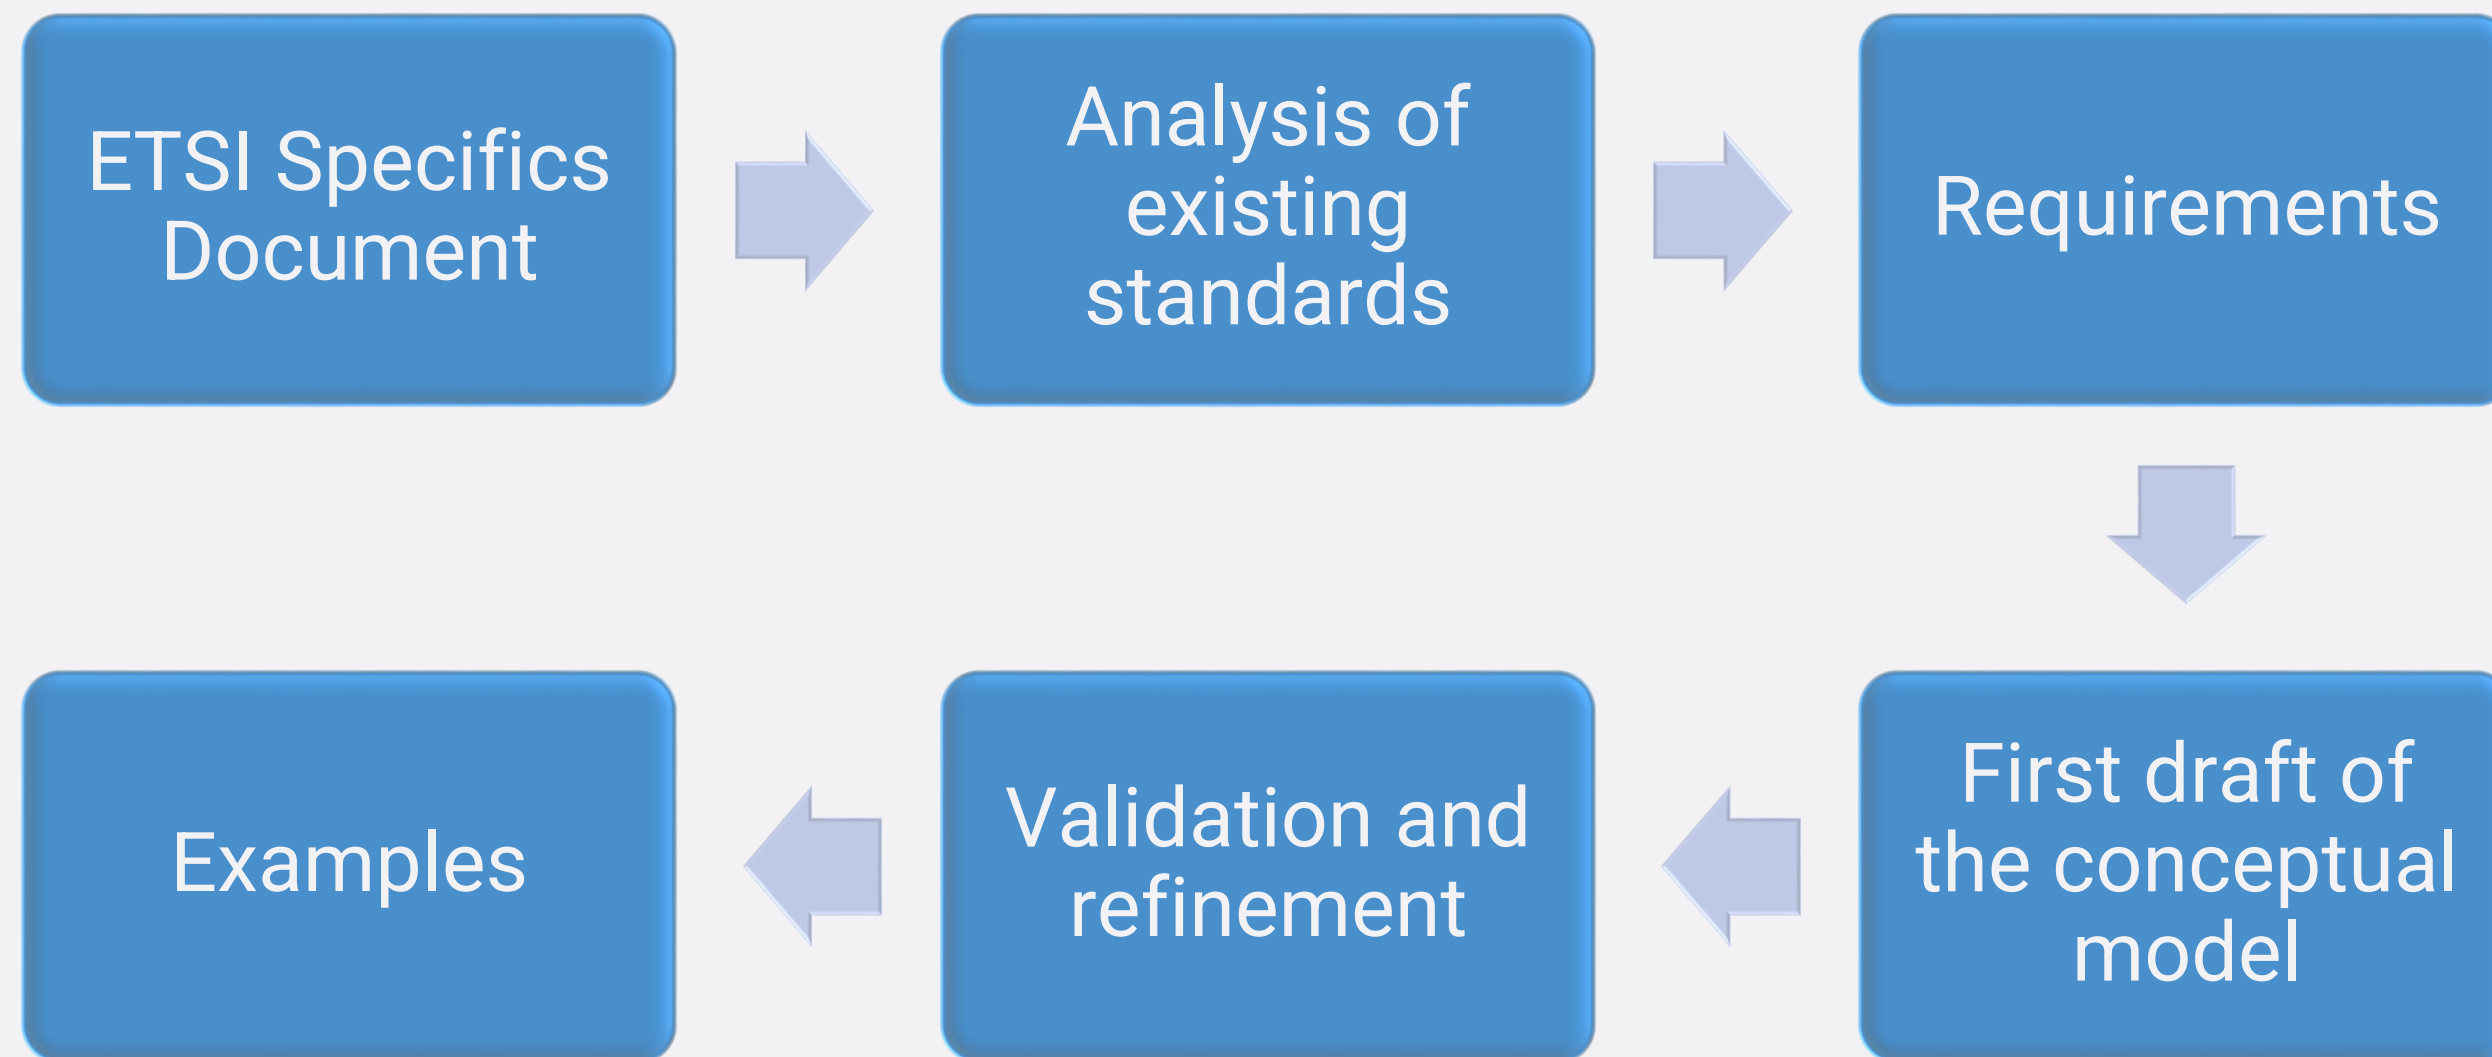 ETSI Specifics
Document
Analysis of
existing
standards
Requirements
First draft of
the conceptual
model
Validation and
refinement
Examples